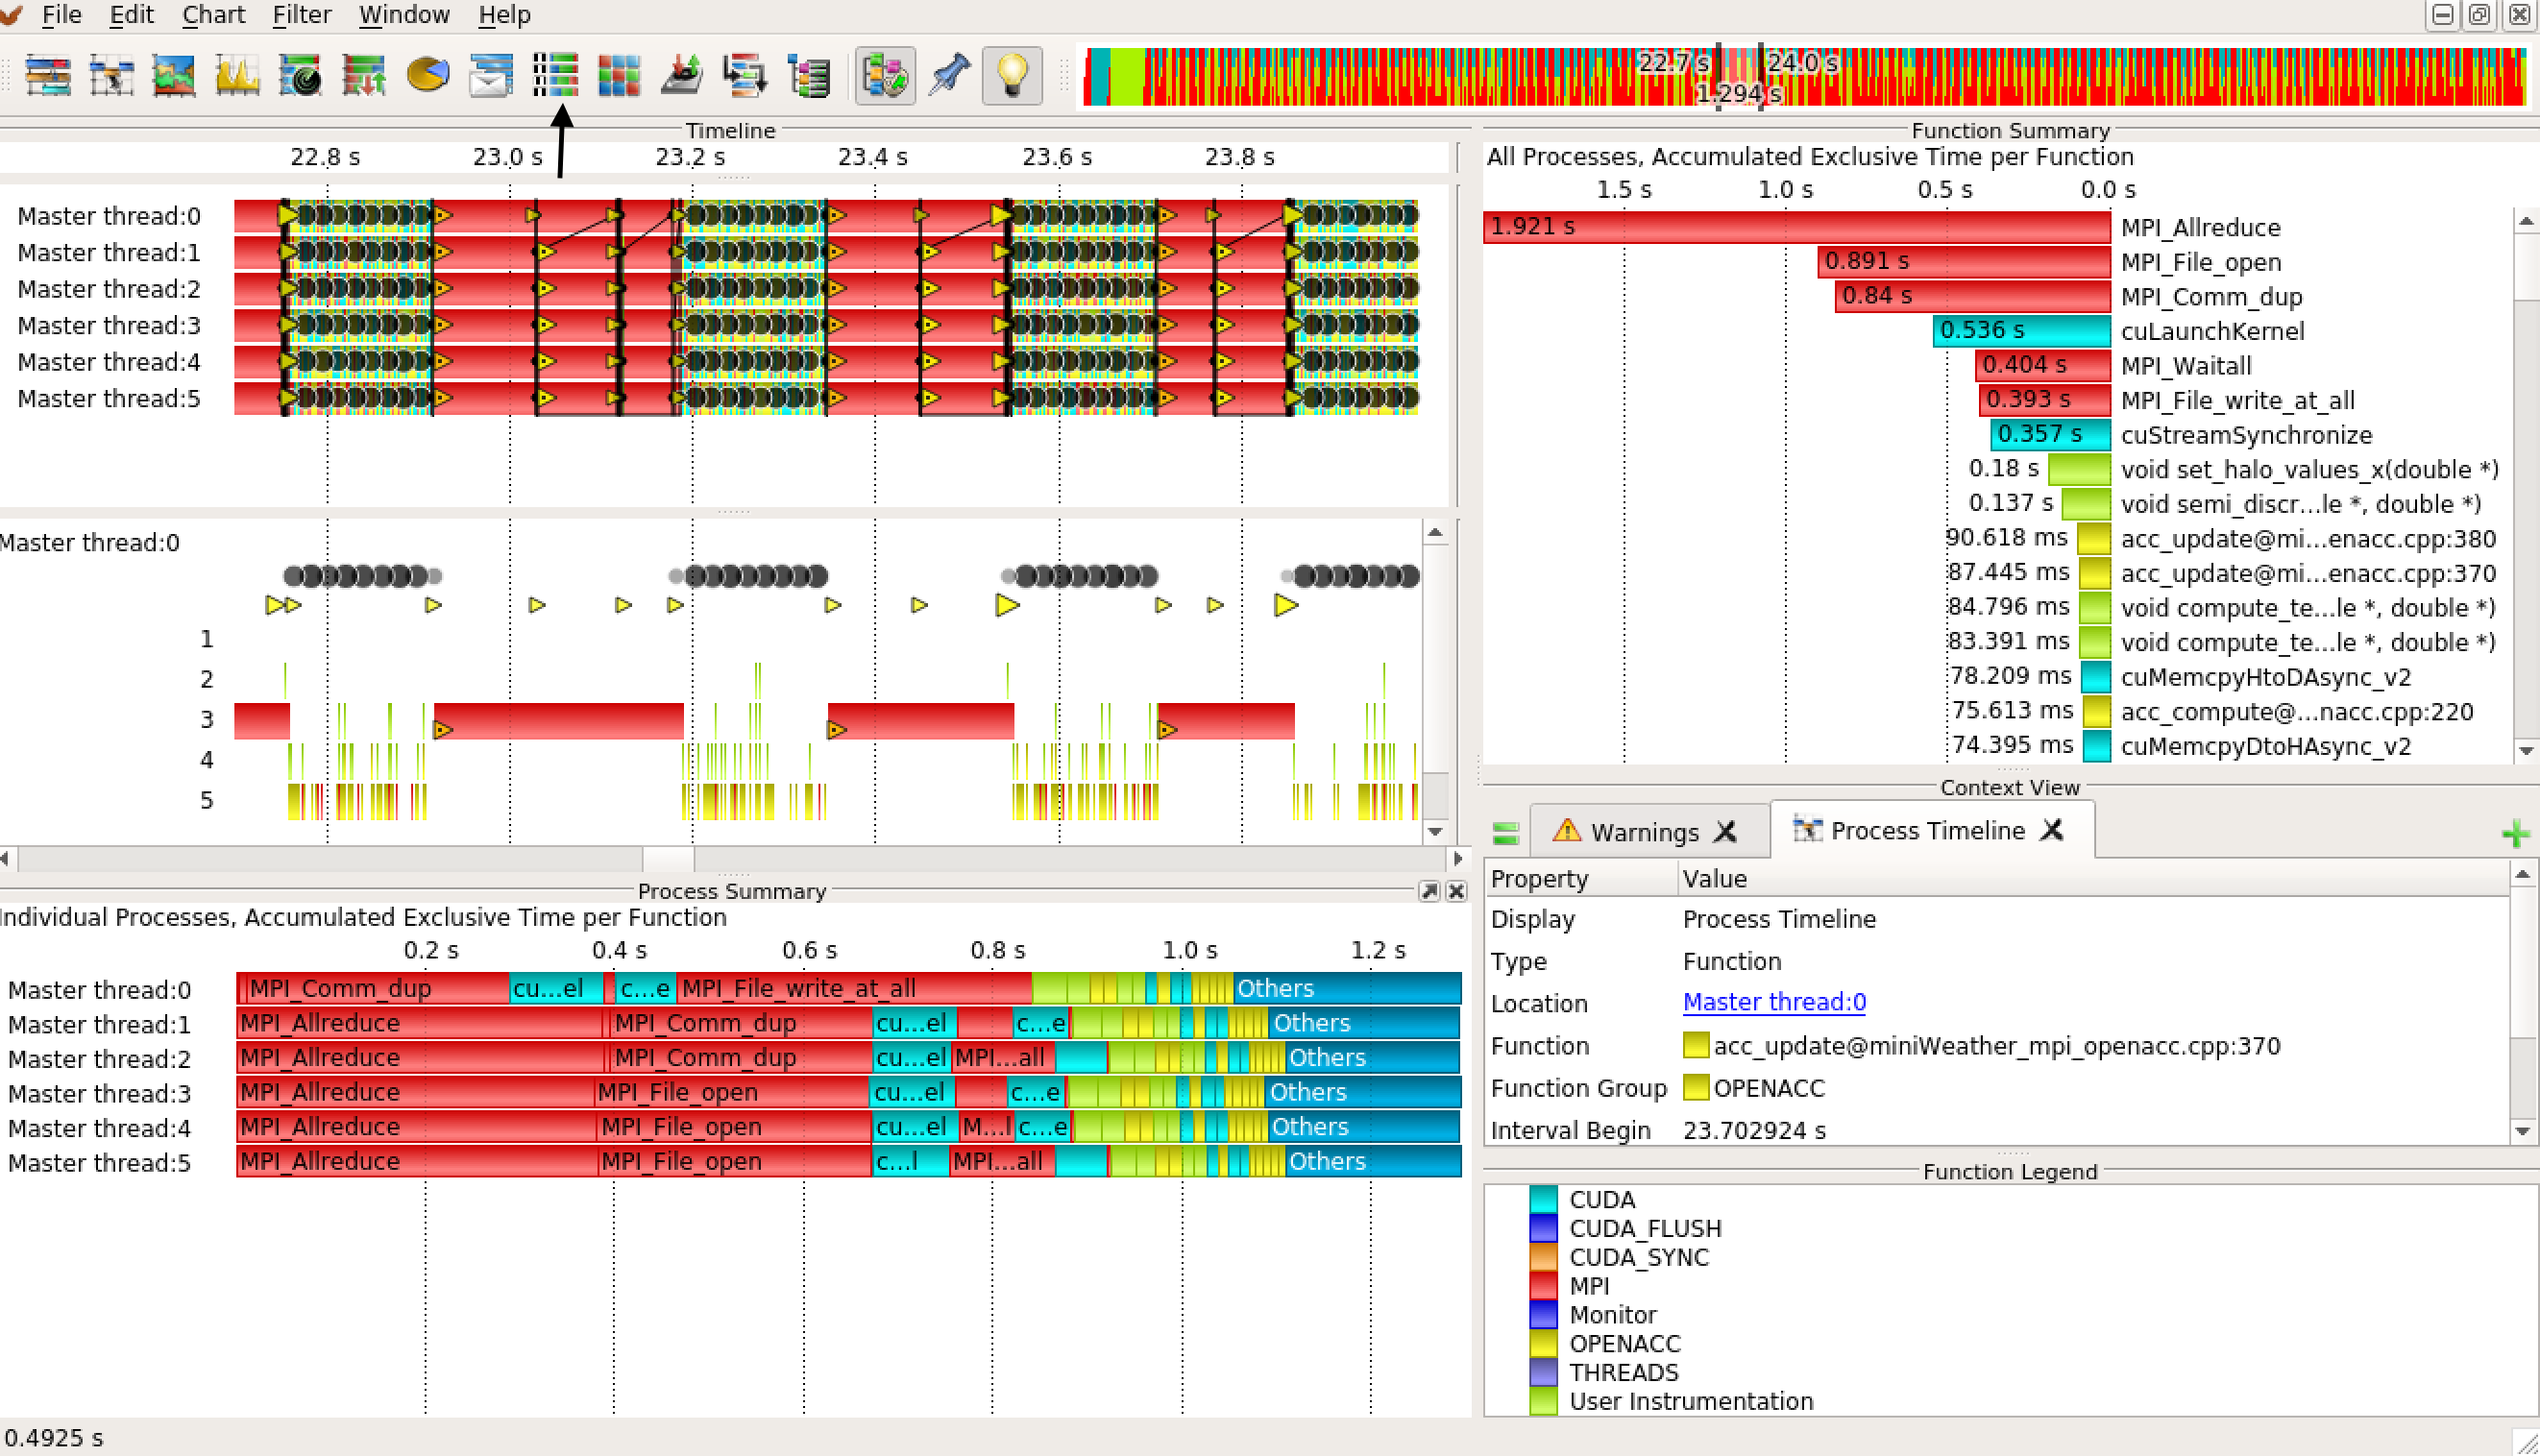 File Edit Chart Filter Window Help
22.7 s 24.0 s
1.294 s
Timeline
22.8 s 23.0 s 23.2 s 23.4 s 23.6 s 23.8 s
Master thread:0
Master thread:1
Master thread:2
Master thread:3
Master thread:4
Master thread:5
Master thread:0
1
2
3
4
5
Process Summary
Individual Processes, Accumulated Exclusive Time per Function
0.2 s 0.4 s 0.6 s 0.8 s 1.0 s 1.2 s
Master thread:0 MPI_Comm_dup cu...el c...e MPI_File_write_at_all Others
Master thread:1 MPI_Allreduce MPI_Comm_dup cu...el c...e Others
Master thread:2 MPI_Allreduce MPI_Comm_dup cu...el MPI...all Others
Master thread:3 MPI_Allreduce MPI_File_open cu...el c...e Others
Master thread:4 MPI_Allreduce MPI_File_open cu...el M...l c...e Others
Master thread:5 MPI_Allreduce MPI_File_open c...l MPI...all Others
0.4925 s
Function Summary
All Processes, Accumulated Exclusive Time per Function
1.5 s 1.0 s 0.5 s 0.0 s
1.921 s MPI_Allreduce
0.891 s MPI_File_open
0.84 s MPI_Comm_dup
0.536 s cuLaunchKernel
0.404 s MPI_Waitall
0.393 s MPI_File_write_at_all
0.357 s cuStreamSynchronize
0.18 s void set_halo_values_x(double *)
0.137 s void semi_discr...le *, double *)
90.618 ms acc_update@mi...enacc.cpp:380
87.445 ms acc_update@mi...enacc.cpp:370
84.796 ms void compute_te...le *, double *)
83.391 ms void compute_te...le *, double *)
78.209 ms cuMemcpyHtoDAsync_v2
75.613 ms acc_compute@...nacc.cpp:220
74.395 ms cuMemcpyDtoHAsync_v2
Context View
Warnings Process Timeline
Property Value
Display Process Timeline
Type Function
Location Master thread:0
Function acc_update@miniWeather_mpi_openacc.cpp:370
Function Group OPENACC
Interval Begin 23.702924 s
Function Legend
CUDA
CUDA_FLUSH
CUDA_SYNC
MPI
Monitor
OPENACC
THREADS
User Instrumentation